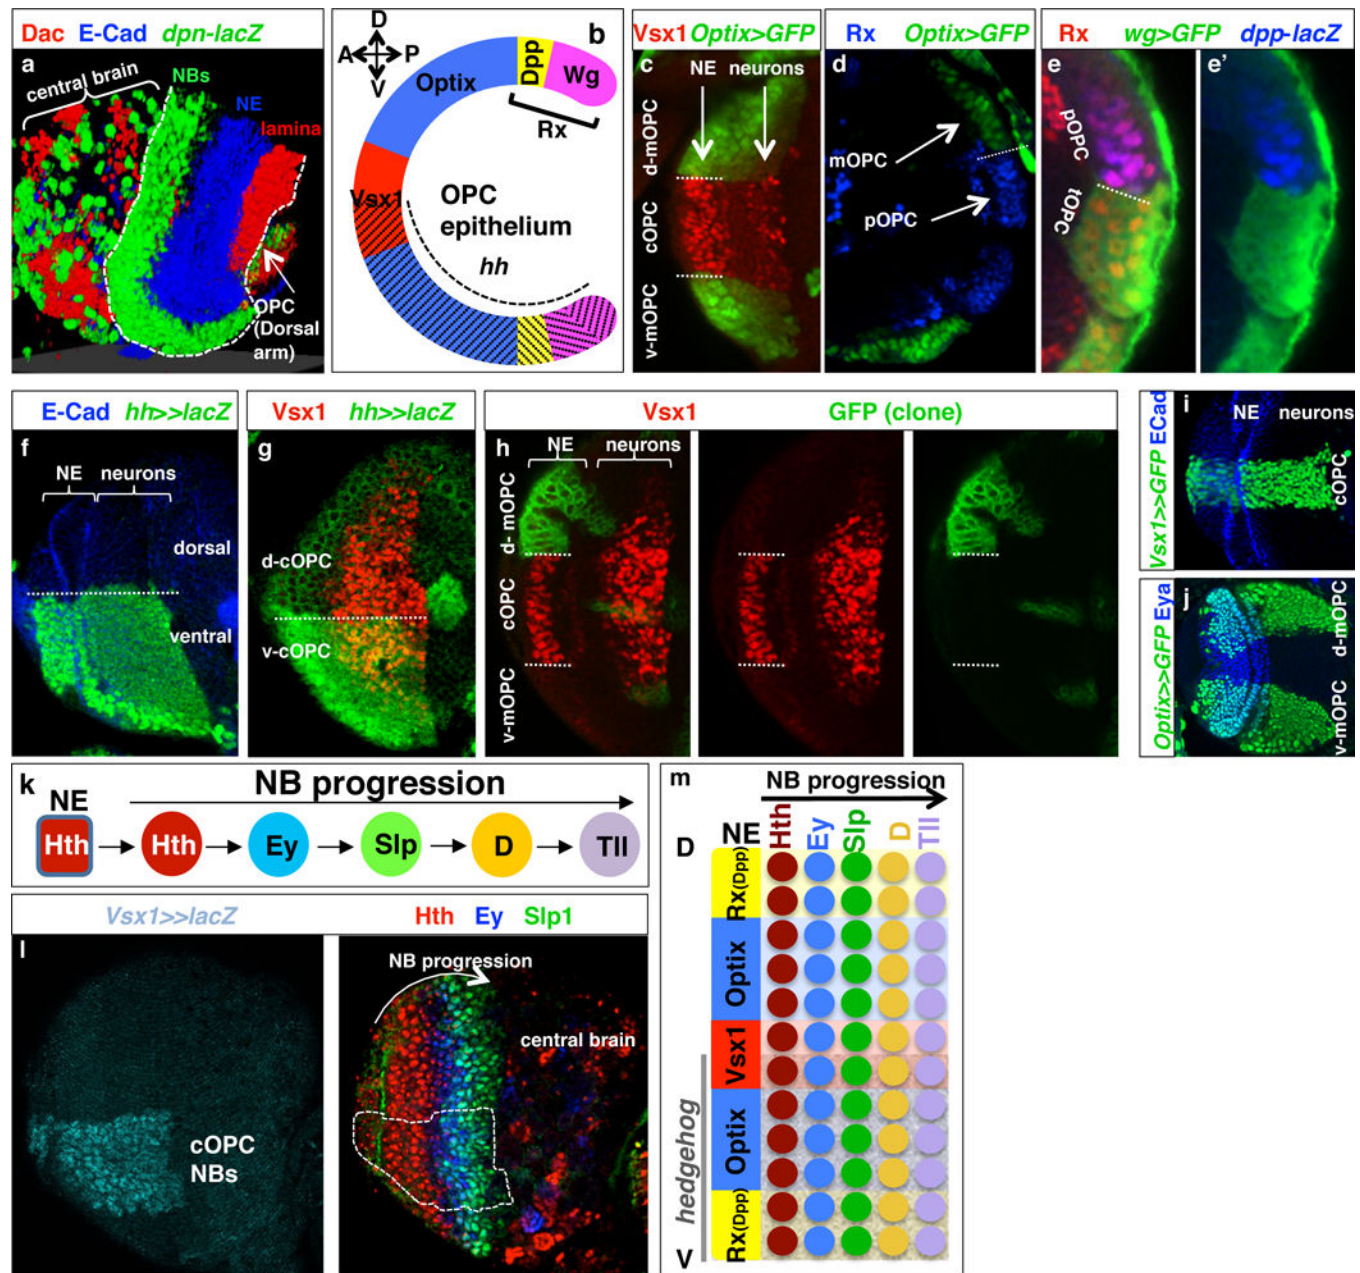 Dac E-Cad dpn-lacZ
a
central brain
NBs
NE
lamina
OPC
(Dorsal
arm)
b
D
A P
V
Optix
Dpp
Wg
Rx
Vsx1
OPC
epithelium
hh
Vsx1 Optix>GFP
c
NE neurons
d-mOPC
cOPC
v-mOPC
Rx Optix>GFP
d
mOPC
pOPC
Rx wg>GFP dpp-lacZ
e
pOPC
tOPC
e'
E-Cad hh>>lacZ
f
NE neurons
dorsal
ventral
Vsx1 hh>>lacZ
g
d-cOPC
v-cOPC
Vsx1 GFP (clone)
h
NE neurons
d- mOPC
cOPC
v-mOPC
Vsx1>>GFP ECad
i
NE neurons
cOPC
Optix>>GFP Eya
j
d-mOPC
v-mOPC
k
NB progression
NE
Hth Hth Ey Slp D Tll
Vsx1>>lacZ
l
cOPC
NBs
Hth Ey Slp1
NB progression
central brain
m
NB progression
D
NE Hth Ey Slp D Tll
Rx(Dpp)
Optix
Vsx1
Optix
Rx(Dpp)
hedgehog
V